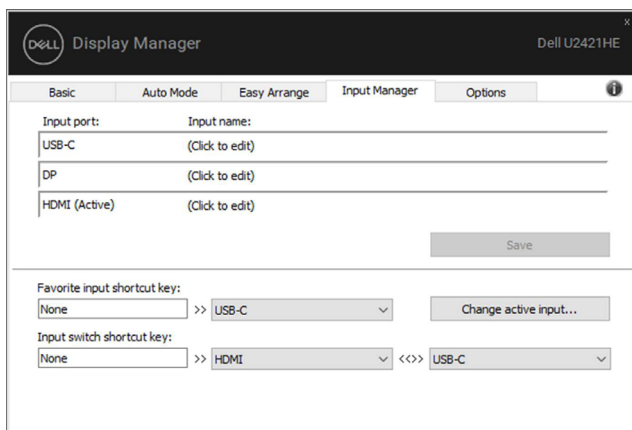 x
DELL Display Manager Dell U2421HE
Basic Auto Mode Easy Arrange Input Manager Options i
Input port: Input name:
USB-C (Click to edit)
DP (Click to edit)
HDMI (Active) (Click to edit)
Save
Favorite input shortcut key:
None >> USB-C Change active input...
Input switch shortcut key:
None >> HDMI <<>> USB-C